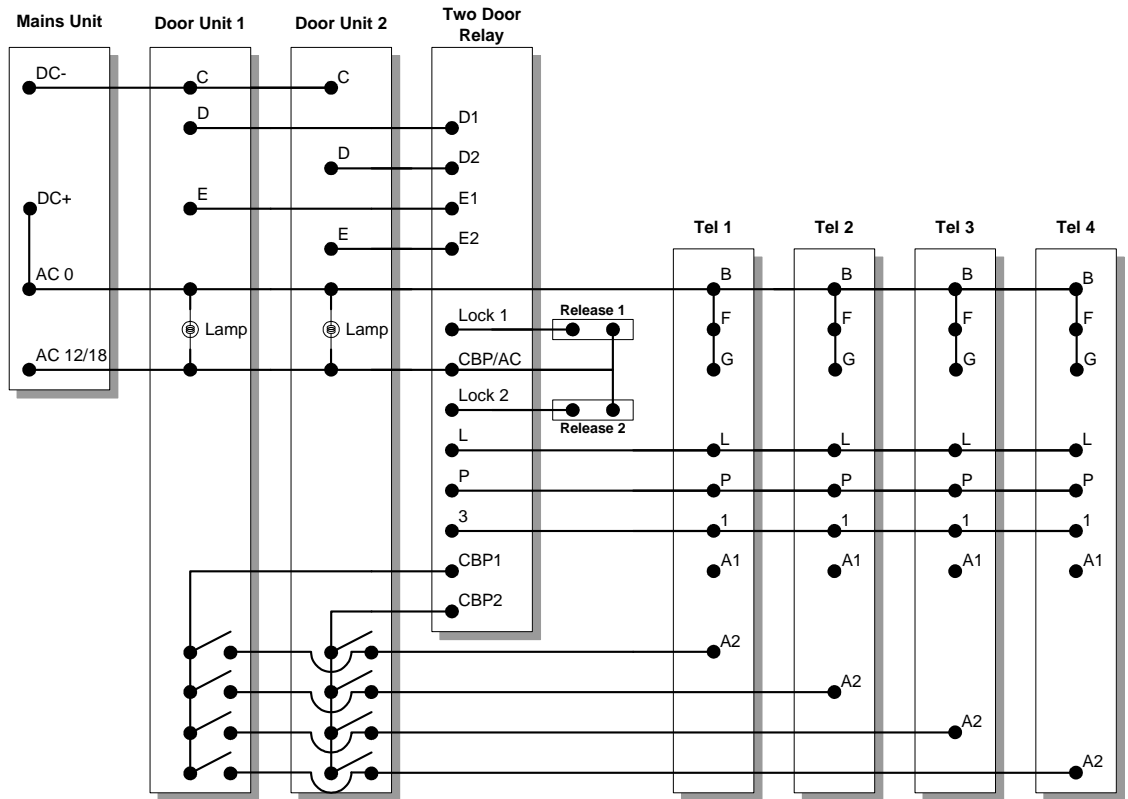 Mains Unit
Door Unit 1
Door Unit 2
Two Door
Relay
DC-
C
C
D
D1
D
D2
DC+
E
E1
E
E2
Tel 1
Tel 2
Tel 3
Tel 4
AC 0
B
B
B
B
Lamp
Lamp
Lock 1
Release 1
F
F
F
F
AC 12/18
CBP/AC
G
G
G
G
Lock 2
Release 2
L
L
L
L
L
P
P
P
P
P
3
1
1
1
1
CBP1
A1
A1
A1
A1
CBP2
A2
A2
A2
A2